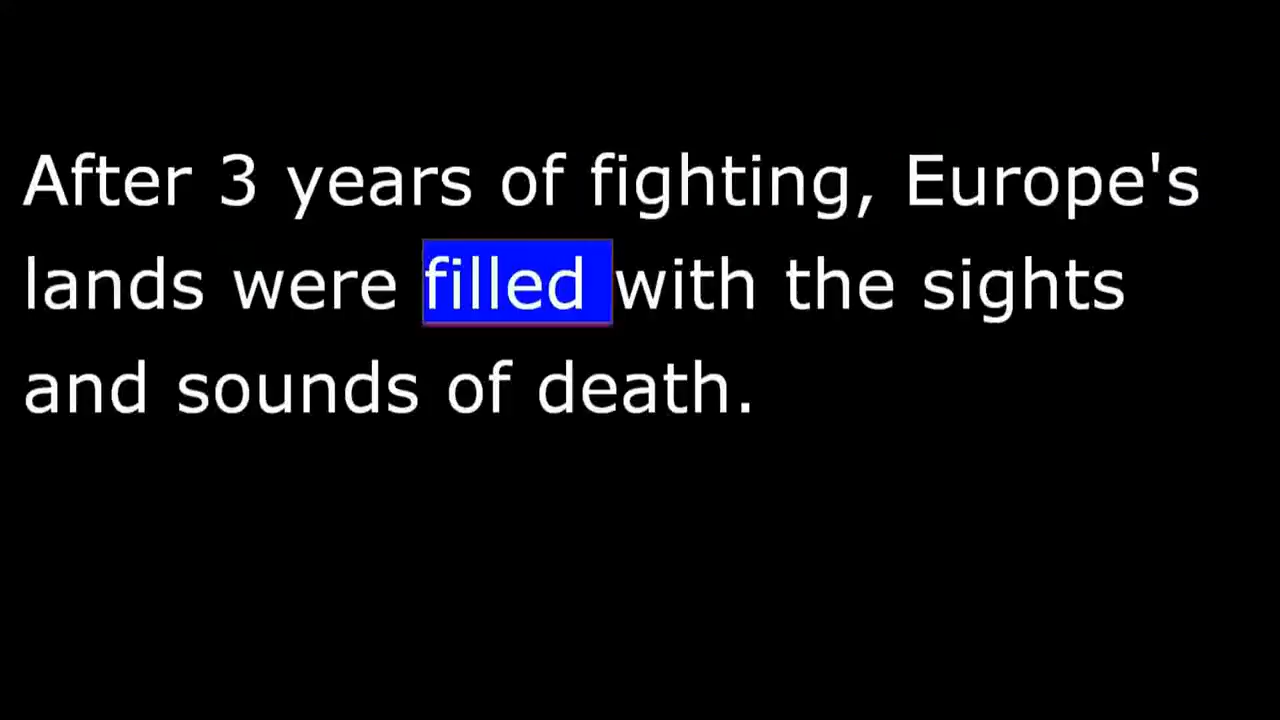 After 3 years of fighting, Europe's
lands were filled with the sights
and sounds of death.